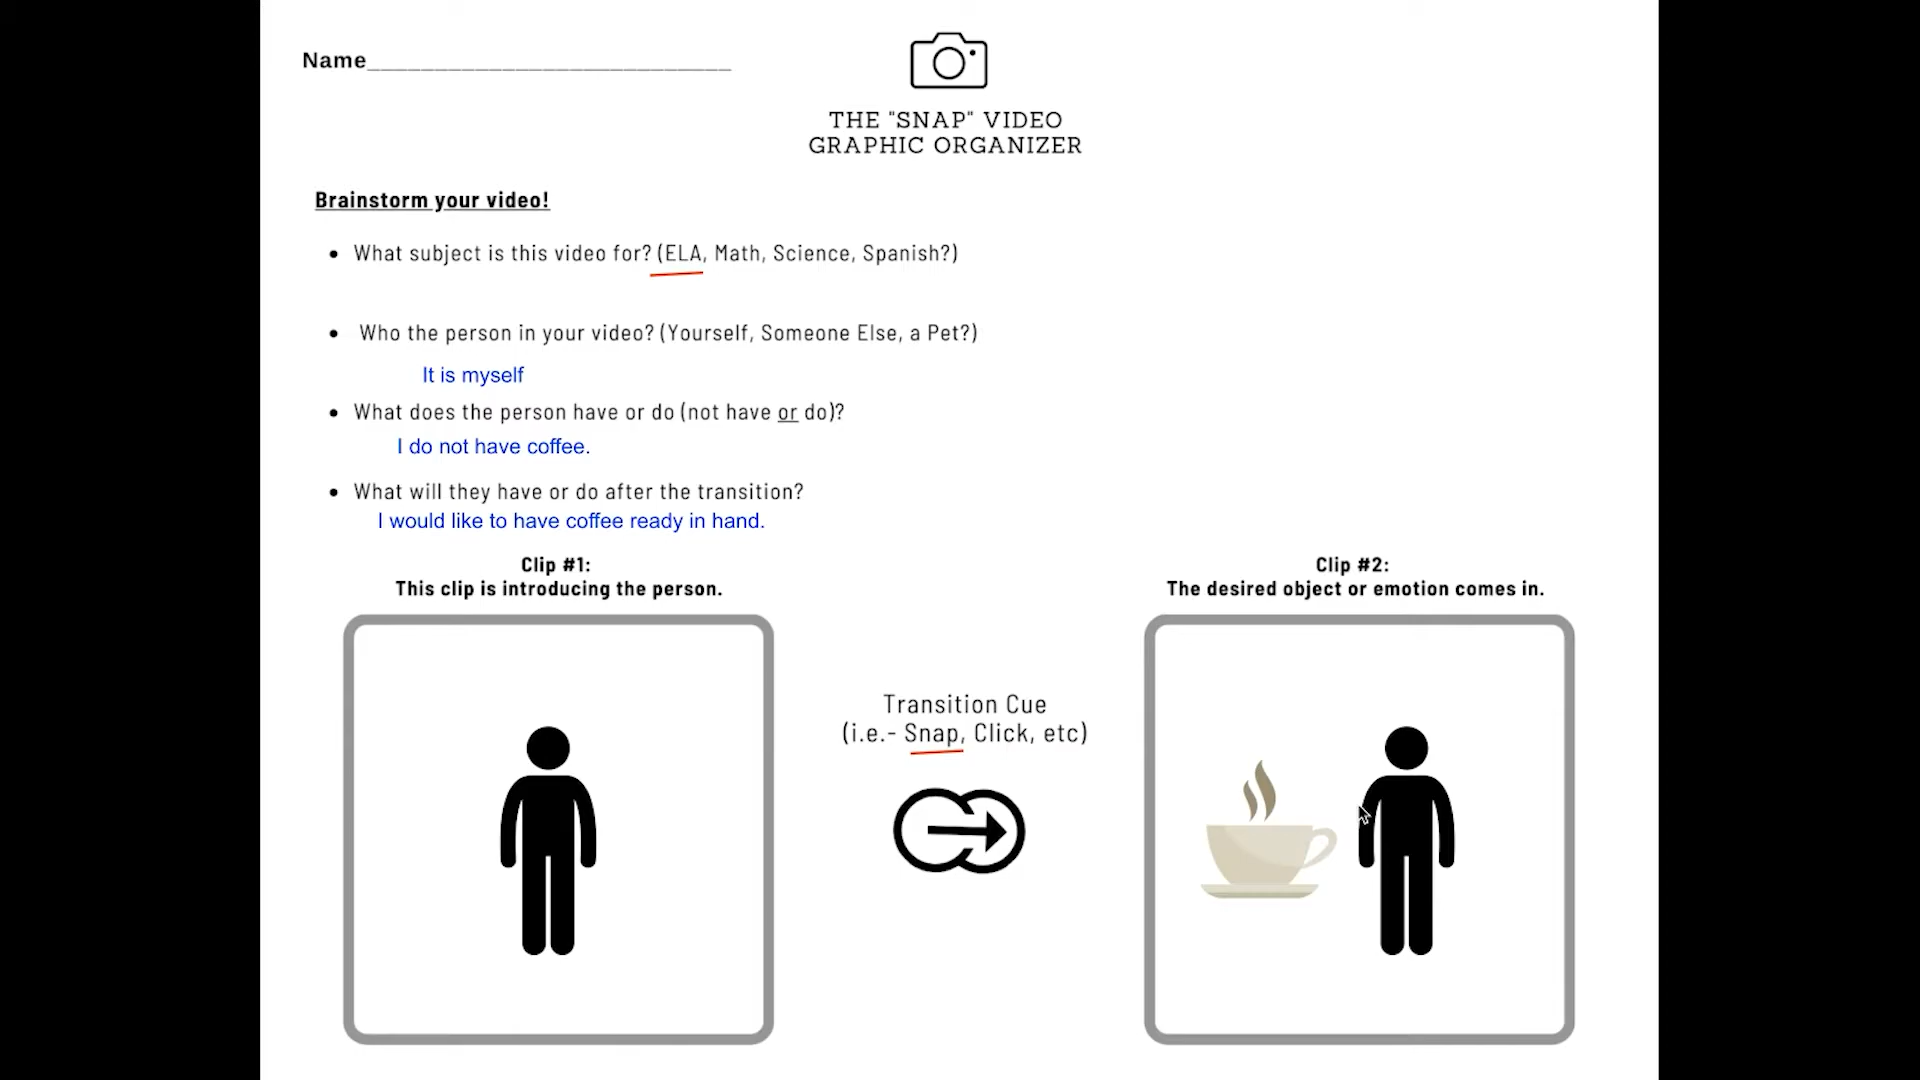 Name____________________________
THE "SNAP" VIDEO
GRAPHIC ORGANIZER
Brainstorm your video!
• What subject is this video for? (ELA, Math, Science, Spanish?)
• Who the person in your video? (Yourself, Someone Else, a Pet?)
It is myself
• What does the person have or do (not have or do)?
I do not have coffee.
• What will they have or do after the transition?
I would like to have coffee ready in hand.
Clip #1:
This clip is introducing the person.
Transition Cue
(i.e.- Snap, Click, etc)
Clip #2:
The desired object or emotion comes in.